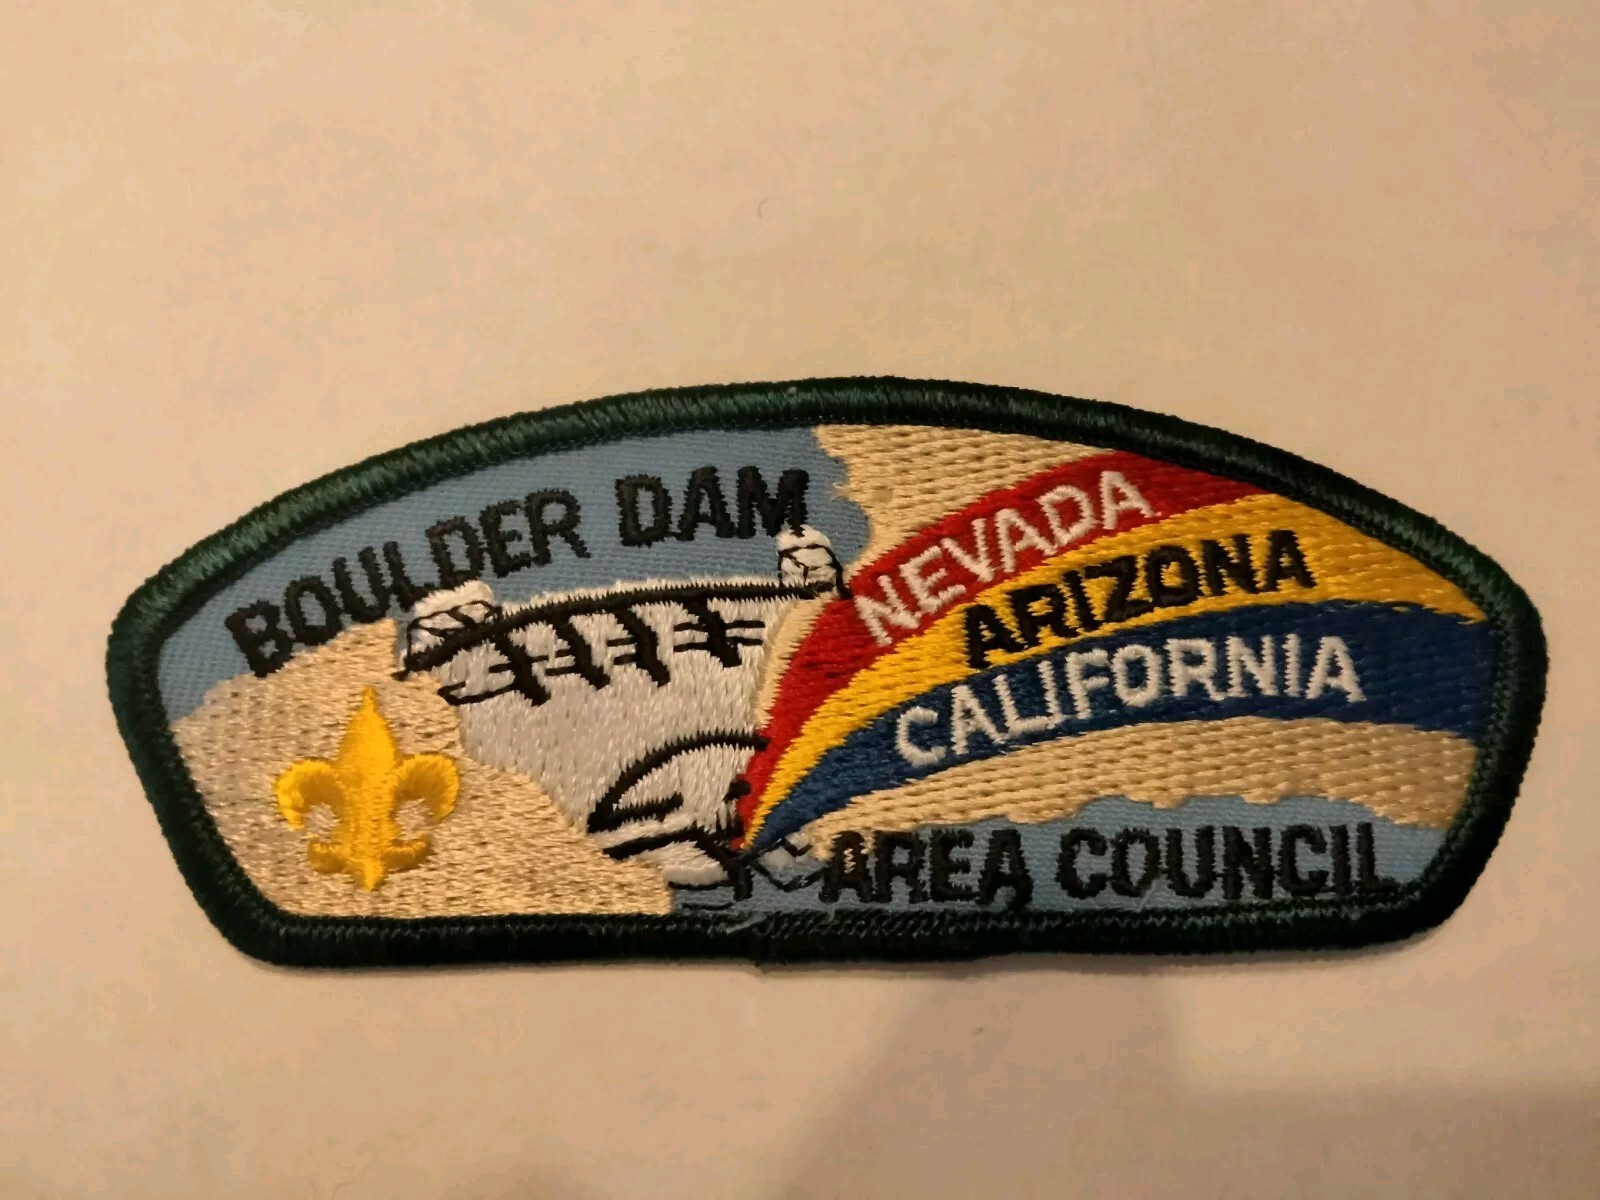 BOULDER DAM
NEVADA
ARIZONA
CALIFORNIA
AREA COUNCIL